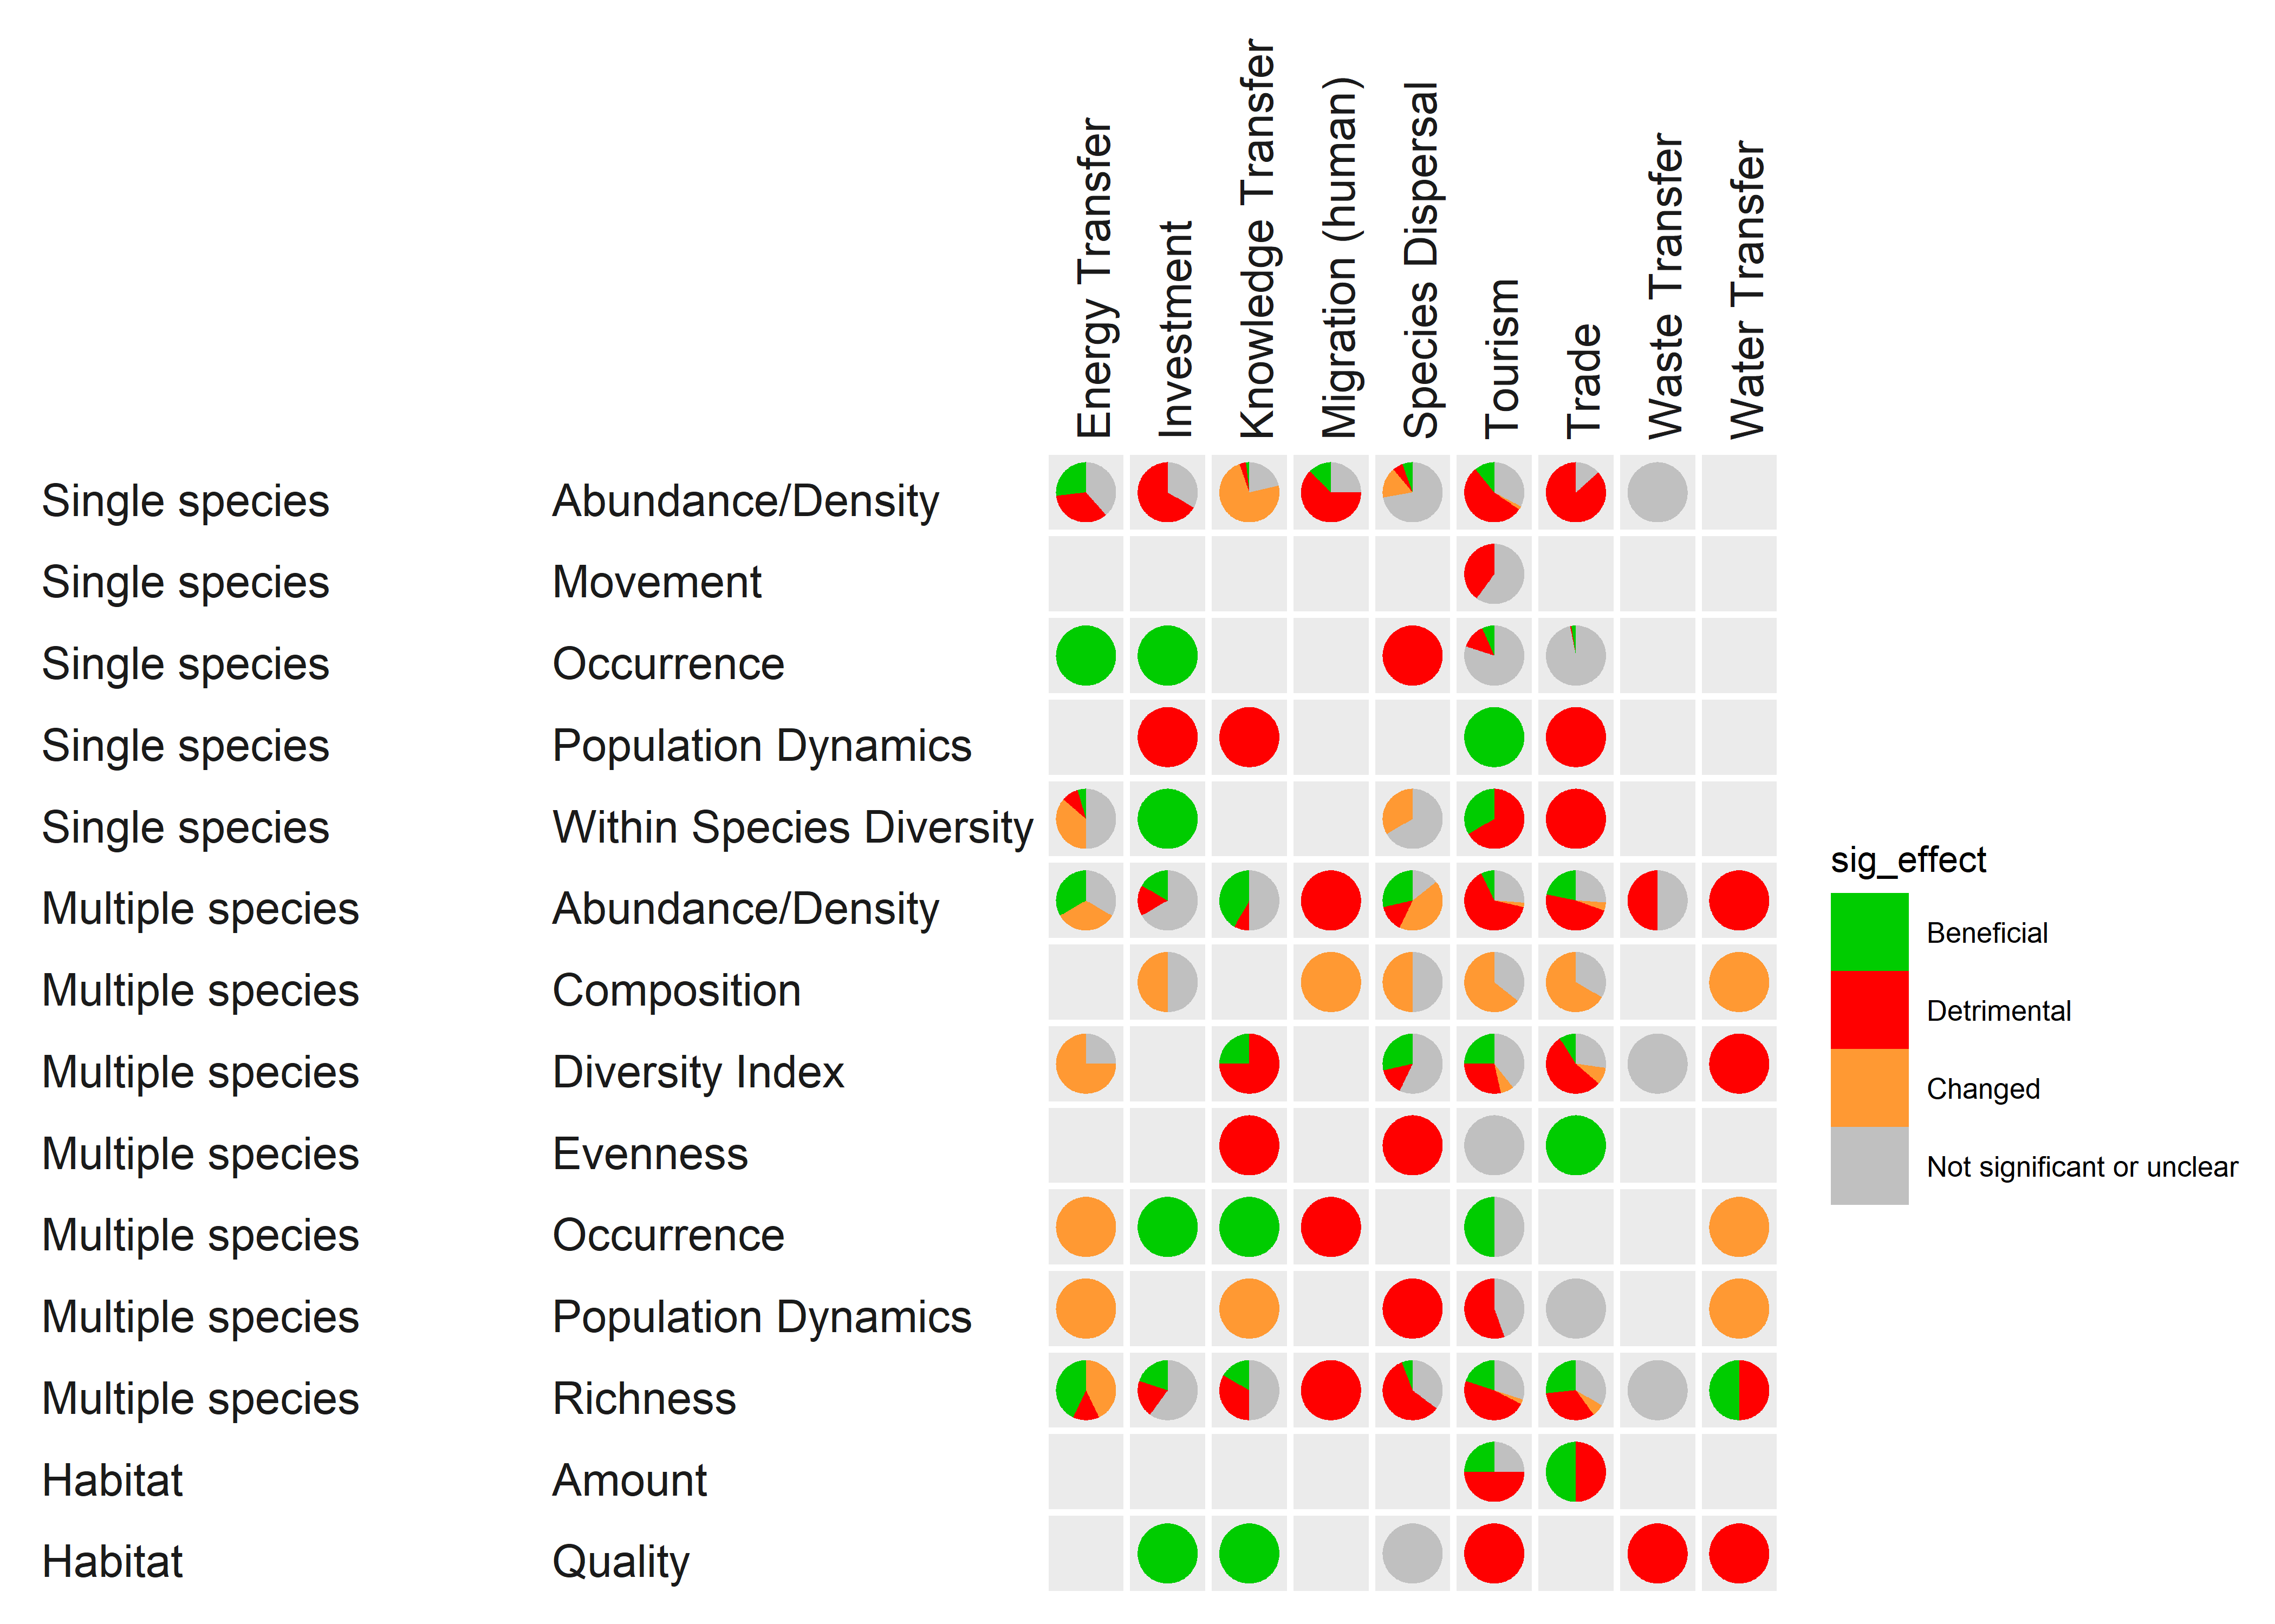 Energy Transfer
Investment
Knowledge Transfer
Migration (human)
Species Dispersal
Tourism
Trade
Waste Transfer
Water Transfer
Single species Abundance/Density
Single species Movement
Single species Occurrence
Single species Population Dynamics
Single species Within Species Diversity
Multiple species Abundance/Density
Multiple species Composition
Multiple species Diversity Index
Multiple species Evenness
Multiple species Occurrence
Multiple species Population Dynamics
Multiple species Richness
Habitat Amount
Habitat Quality
sig_effect
Beneficial
Detrimental
Changed
Not significant or unclear